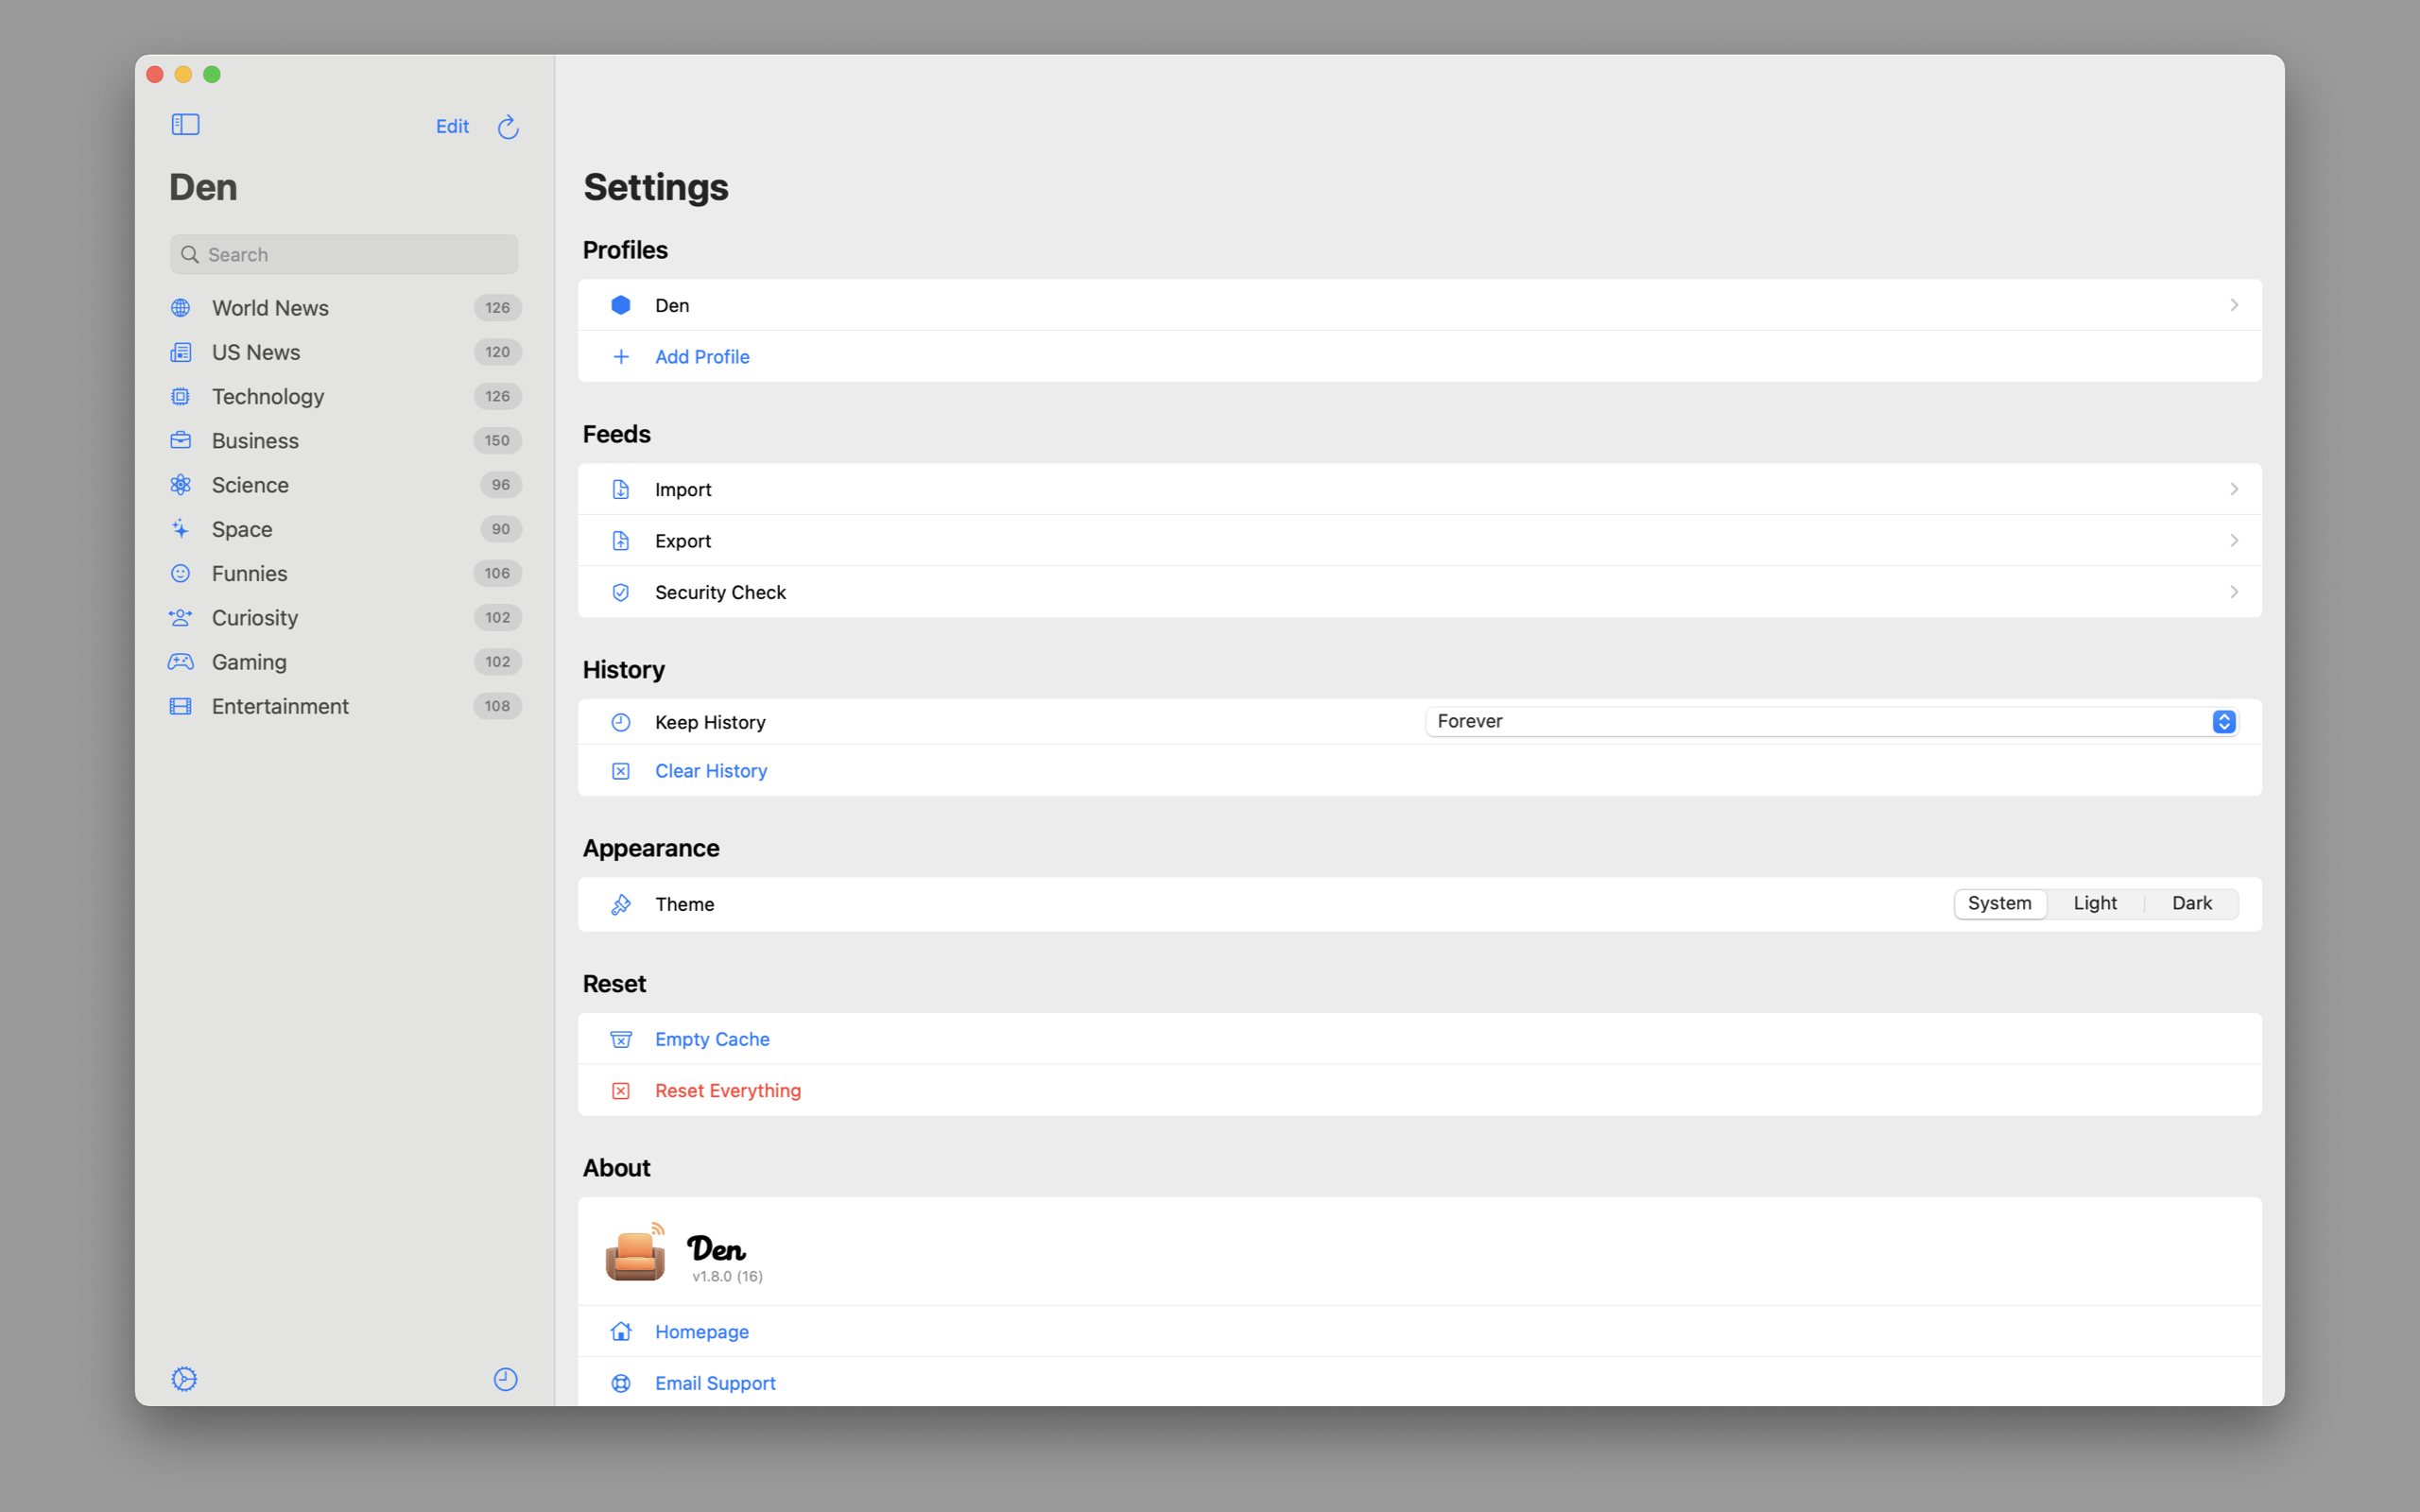 Edit
Den
Search
World News 126
US News 120
Technology 126
Business 150
Science 96
Space 90
Funnies 106
Curiosity 102
Gaming 102
Entertainment 108
Settings
Profiles
Den
Add Profile
Feeds
Import
Export
Security Check
History
Keep History Forever
Clear History
Appearance
Theme System Light Dark
Reset
Empty Cache
Reset Everything
About
Den
v1.8.0 (16)
Homepage
Email Support